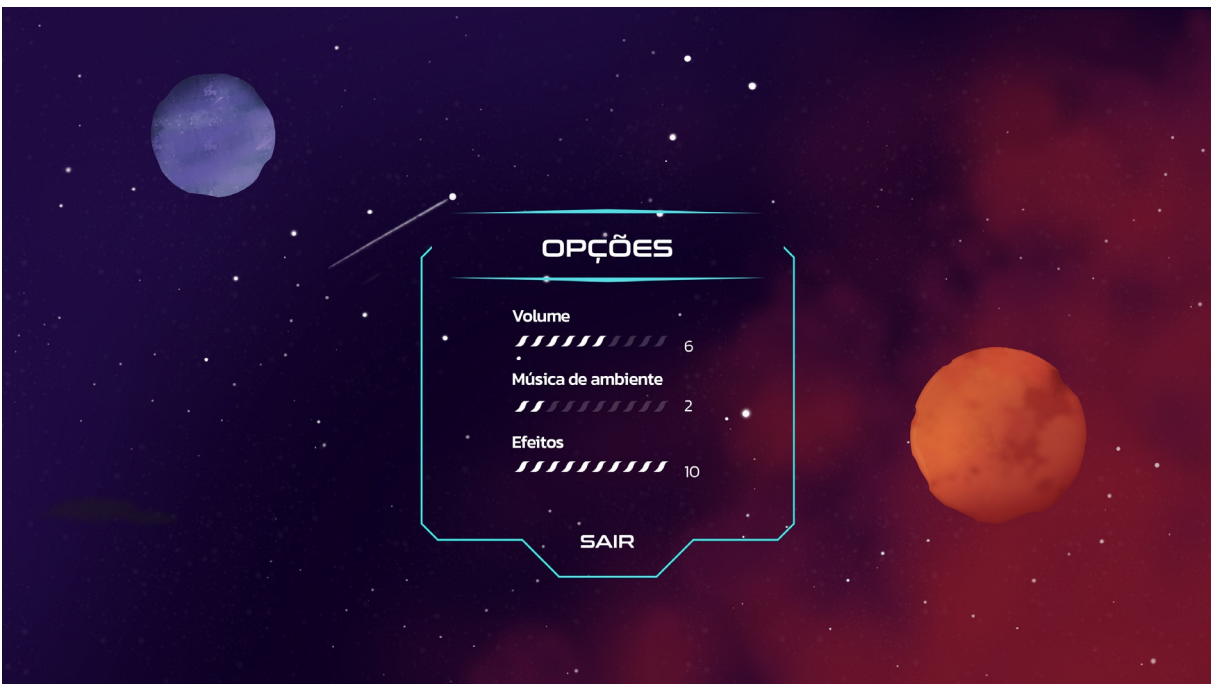 OPÇÕES
Volume
6
Música de ambiente
2
Efeitos
10
SAIR